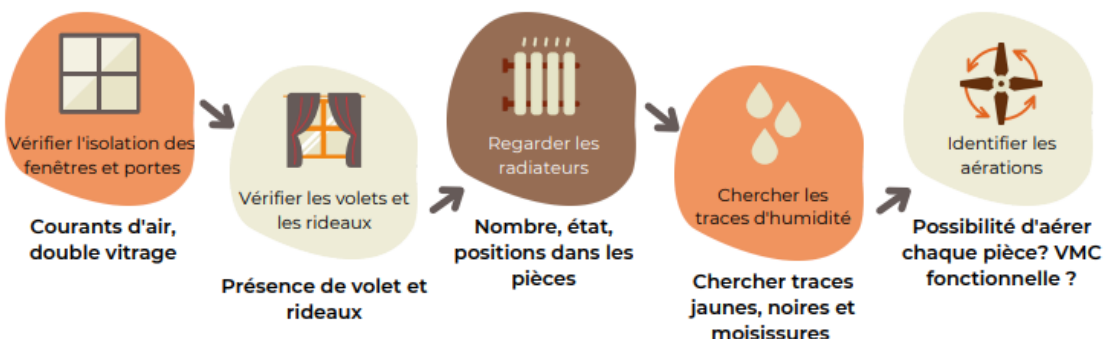 Vérifier l'isolation des
fenêtres et portes
Courants d'air,
double vitrage
Vérifier les volets et
les rideaux
Présence de volet et
rideaux
Regarder les
radiateurs
Nombre, état,
positions dans les
pièces
Chercher les
traces d'humidité
Chercher traces
jaunes, noires et
moisissures
Identifier les
aérations
Possibilité d'aérer
chaque pièce? VMC
fonctionnelle ?